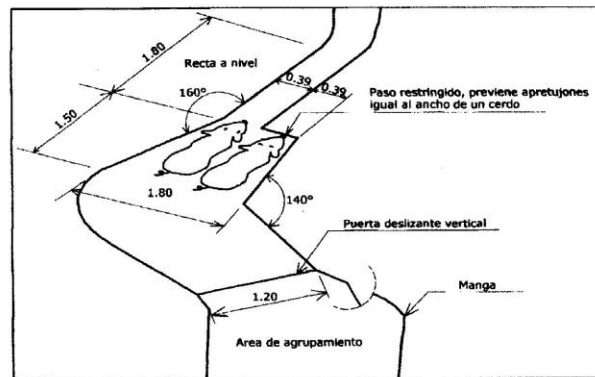 1.80
Recta a nivel
0.39
0.39
Paso restringido, previene apretujones
igual al ancho de un cerdo
160°
1.50
1.80
140°
Puerta deslizante vertical
Manga
1.20
Area de agrupamiento